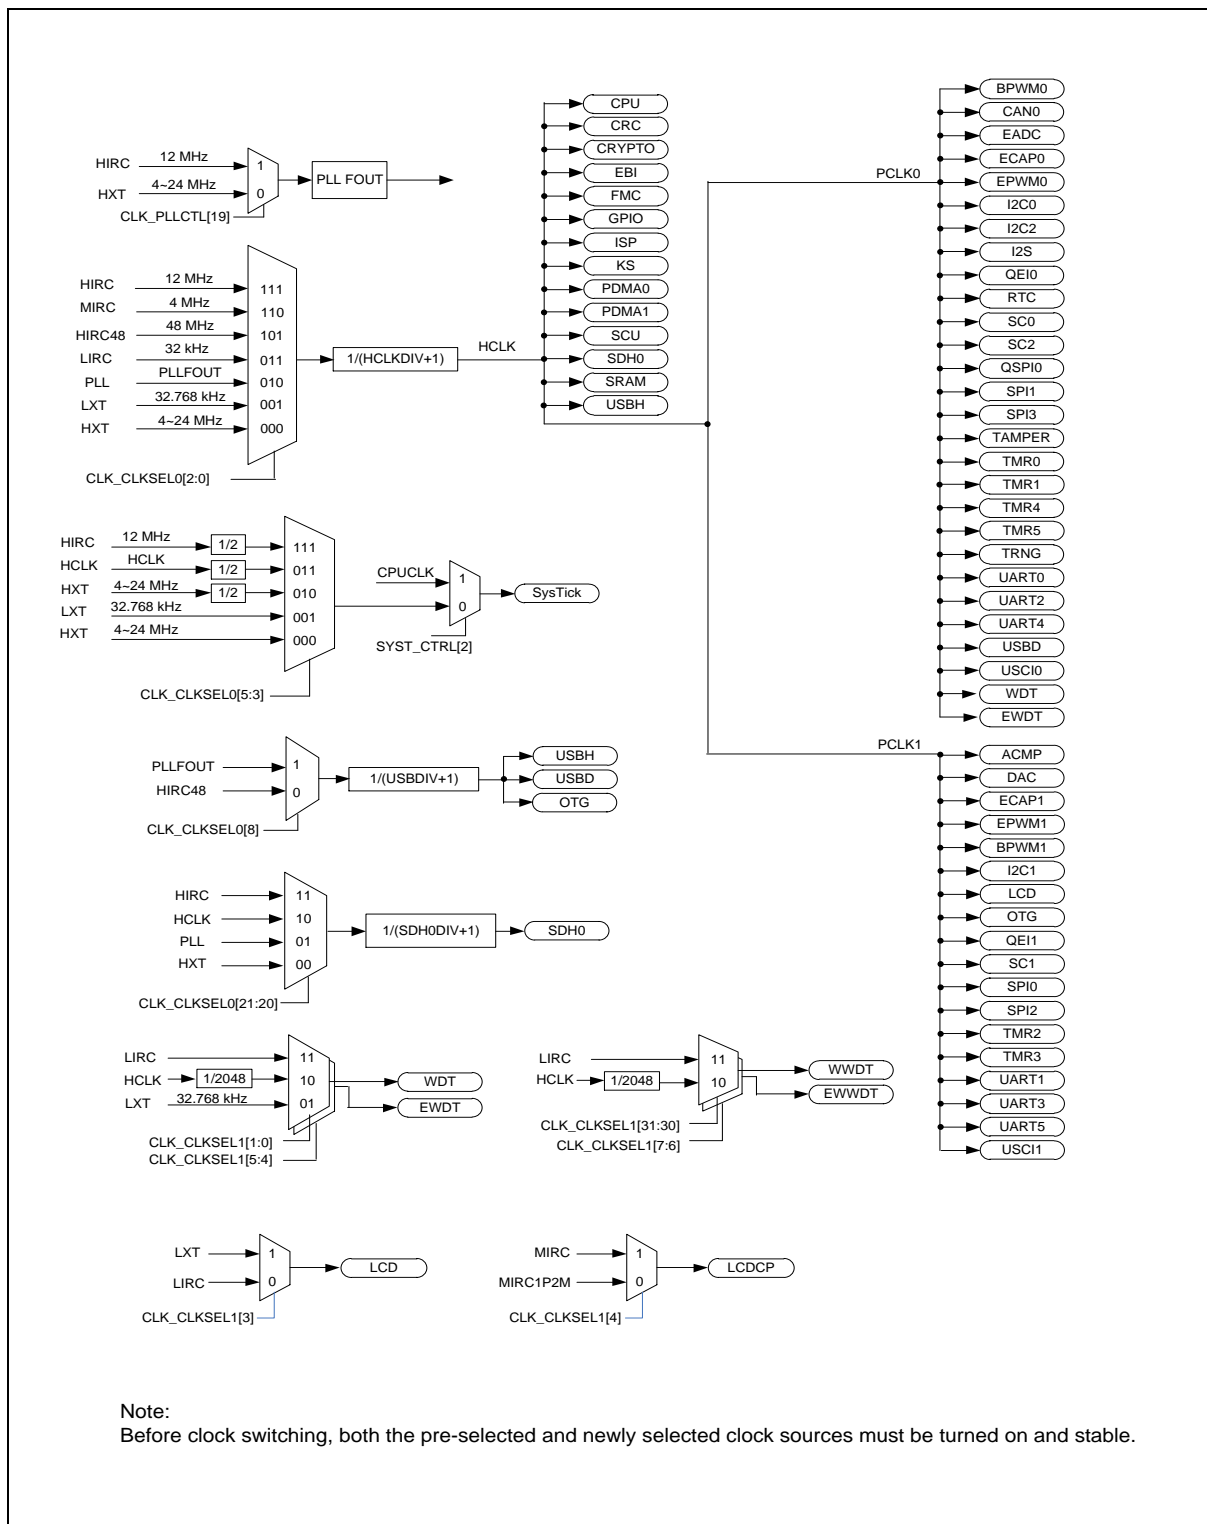 HIRC
12 MHz
1
HXT
4~24 MHz
0
PLL FOUT
CLK_PLLCTL[19]
HIRC
12 MHz
111
MIRC
4 MHz
110
HIRC48
48 MHz
101
LIRC
32 kHz
011
PLL
PLLFOUT
010
LXT
32.768 kHz
001
HXT
4~24 MHz
000
1/(HCLKDIV+1)
HCLK
CLK_CLKSEL0[2:0]
CPU
CRC
CRYPTO
EBI
FMC
GPIO
ISP
KS
PDMA0
PDMA1
SCU
SDH0
SRAM
USBH
PCLK0
BPWM0
CAN0
EADC
ECAP0
EPWM0
I2C0
I2C2
I2S
QEI0
RTC
SC0
SC2
QSPI0
SPI1
SPI3
TAMPER
TMR0
TMR1
TMR4
TMR5
TRNG
UART0
UART2
UART4
USBD
USCI0
WDT
EWDT
HIRC
12 MHz
1/2
111
HCLK
HCLK
1/2
011
HXT
4~24 MHz
1/2
010
LXT
32.768 kHz
001
HXT
4~24 MHz
000
CLK_CLKSEL0[5:3]
CPUCLK
1
0
SYST_CTRL[2]
SysTick
PLLFOUT
1
HIRC48
0
CLK_CLKSEL0[8]
1/(USBDIV+1)
USBH
USBD
OTG
PCLK1
ACMP
DAC
ECAP1
EPWM1
BPWM1
I2C1
LCD
OTG
QEI1
SC1
SPI0
SPI2
TMR2
TMR3
UART1
UART3
UART5
USCI1
HIRC
11
HCLK
10
PLL
01
HXT
00
1/(SDH0DIV+1)
SDH0
CLK_CLKSEL0[21:20]
LIRC
11
HCLK
1/2048
10
LXT
32.768 kHz
01
WDT
EWDT
CLK_CLKSEL1[1:0]
CLK_CLKSEL1[5:4]
LIRC
11
HCLK
1/2048
10
WWDT
EWWDT
CLK_CLKSEL1[31:30]
CLK_CLKSEL1[7:6]
LXT
1
LIRC
0
LCD
CLK_CLKSEL1[3]
MIRC
1
MIRC1P2M
0
LCDCP
CLK_CLKSEL1[4]
Note:
Before clock switching, both the pre-selected and newly selected clock sources must be turned on and stable.